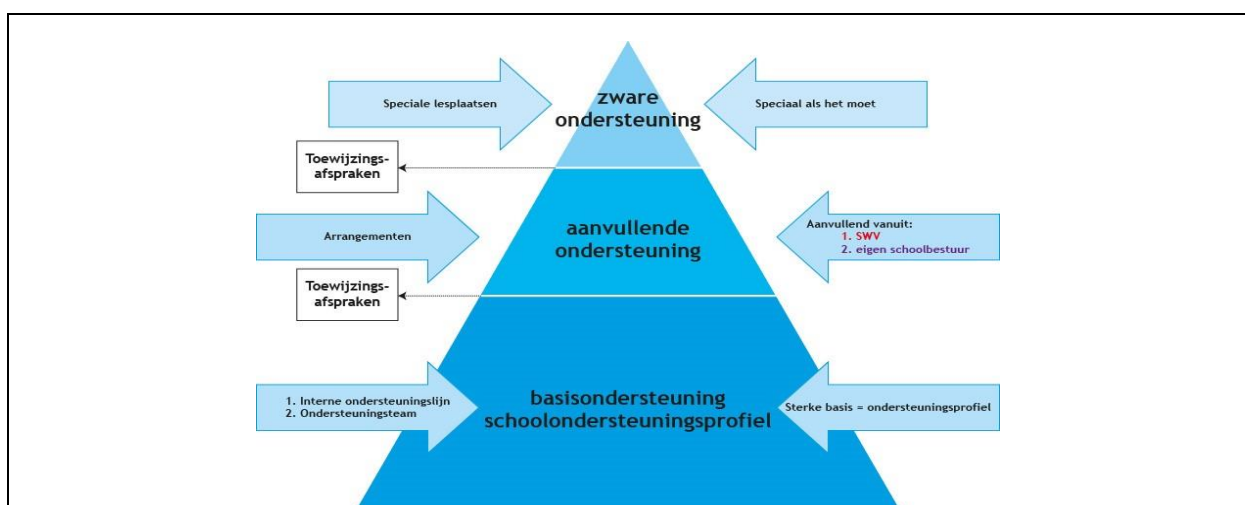 Speciale lesplaatsen
zware
ondersteuning
Speciaal als het moet
Toewijzings-
afspraken
Arrangementen
aanvullende
ondersteuning
Aanvullend vanuit:
1. SWV
2. eigen schoolbestuur
Toewijzings-
afspraken
1. Interne ondersteuningslijn
2. Ondersteuningsteam
basisondersteuning
schoolondersteuningsprofiel
Sterke basis = ondersteuningsprofiel